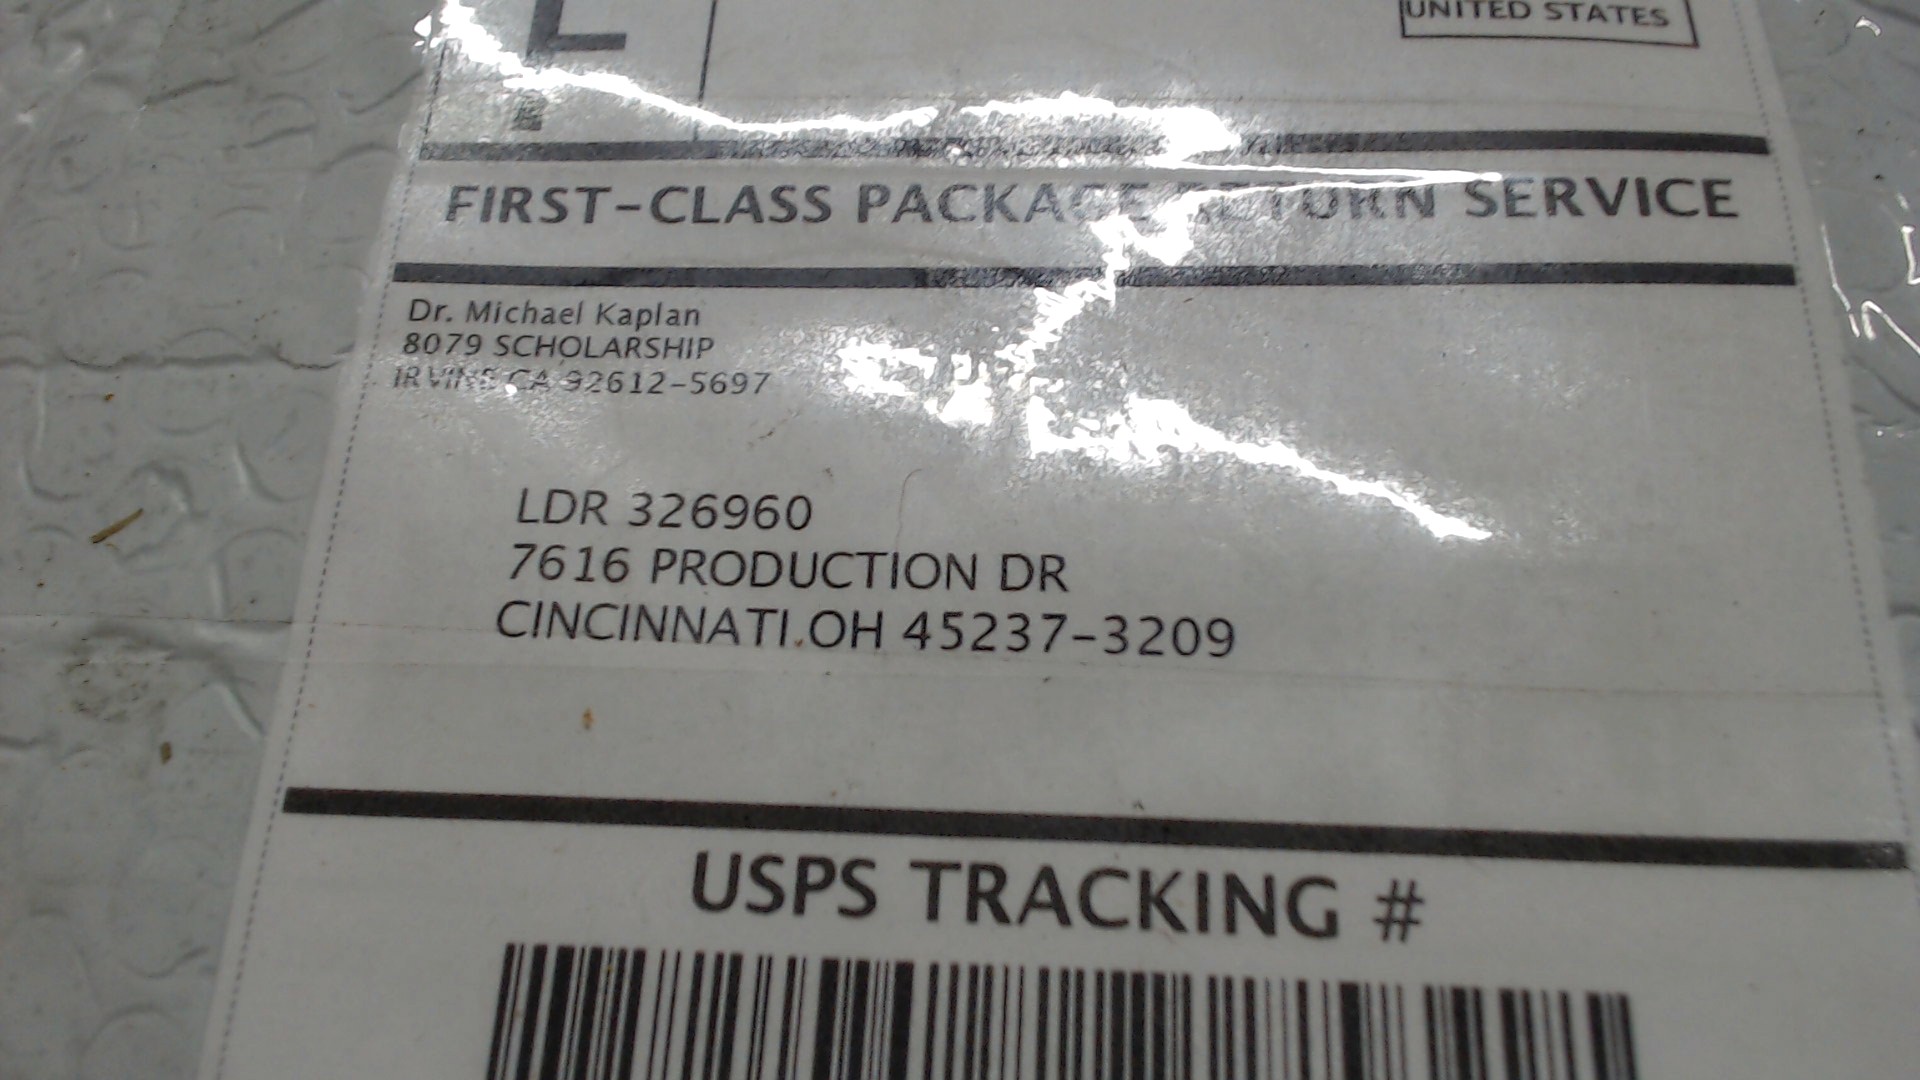 UNITED STATES
FIRST-CLASS PACKAGE RETURN SERVICE
Dr. Michael Kaplan
8079 SCHOLARSHIP
IRVINE CA 92612-5697
LDR 326960
7616 PRODUCTION DR
CINCINNATI OH 45237-3209
USPS TRACKING #